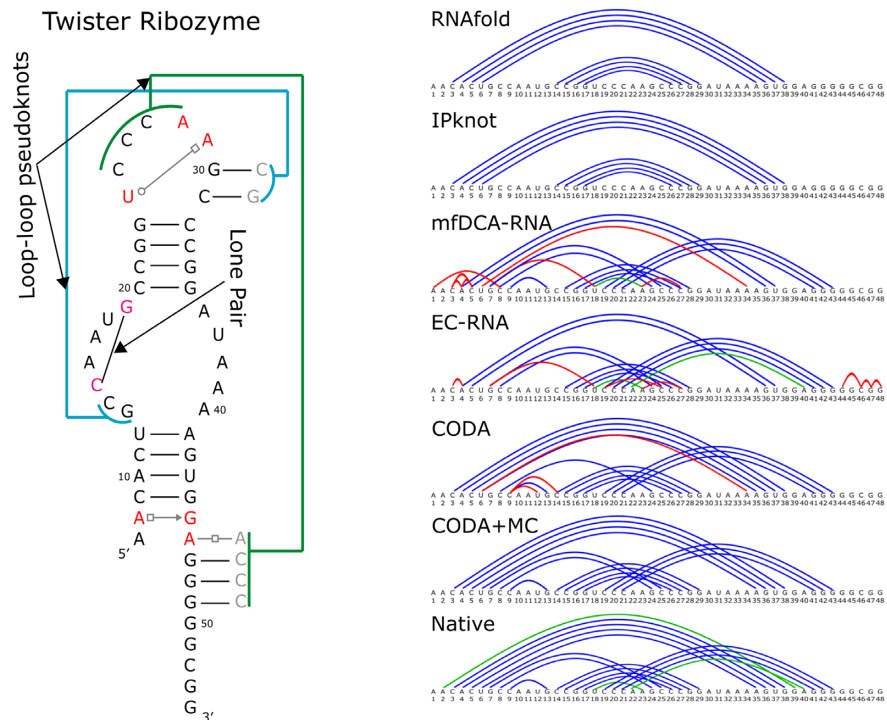 Twister Ribozyme
Loop-loop pseudoknots
Lone Pair
C A
C A
C 30 G C
U C G
G C
G C
G G
20 C G
G
U A
A U
A A
C A
C G A 40
U A
C G
10 A U
C G
A G
A A A
5'
G C
G C
G C
G 50
G
C
G
G 3'
RNAfold
A A C A C U G C C A A U G C C G G U C C C A A G C C C G G A U A A A A G U G G A G G G G G C G G
1 2 3 4 5 6 7 8 9 10 11 12 13 14 15 16 17 18 19 20 21 22 23 24 25 26 27 28 29 30 31 32 33 34 35 36 37 38 39 40 41 42 43 44 45 46 47 48
IPknot
A A C A C U G C C A A U G C C G G U C C C A A G C C C G G A U A A A A G U G G A G G G G G C G G
1 2 3 4 5 6 7 8 9 10 11 12 13 14 15 16 17 18 19 20 21 22 23 24 25 26 27 28 29 30 31 32 33 34 35 36 37 38 39 40 41 42 43 44 45 46 47 48
mfDCA-RNA
A A C A C U G C C A A U G C C G G U C C C A A G C C C G G A U A A A A G U G G A G G G G G C G G
1 2 3 4 5 6 7 8 9 10 11 12 13 14 15 16 17 18 19 20 21 22 23 24 25 26 27 28 29 30 31 32 33 34 35 36 37 38 39 40 41 42 43 44 45 46 47 48
EC-RNA
A A C A C U G C C A A U G C C G G U C C C A A G C C C G G A U A A A A G U G G A G G G G G C G G
1 2 3 4 5 6 7 8 9 10 11 12 13 14 15 16 17 18 19 20 21 22 23 24 25 26 27 28 29 30 31 32 33 34 35 36 37 38 39 40 41 42 43 44 45 46 47 48
CODA
A A C A C U G C C A A U G C C G G U C C C A A G C C C G G A U A A A A G U G G A G G G G G C G G
1 2 3 4 5 6 7 8 9 10 11 12 13 14 15 16 17 18 19 20 21 22 23 24 25 26 27 28 29 30 31 32 33 34 35 36 37 38 39 40 41 42 43 44 45 46 47 48
CODA+MC
A A C A C U G C C A A U G C C G G U C C C A A G C C C G G A U A A A A G U G G A G G G G G C G G
1 2 3 4 5 6 7 8 9 10 11 12 13 14 15 16 17 18 19 20 21 22 23 24 25 26 27 28 29 30 31 32 33 34 35 36 37 38 39 40 41 42 43 44 45 46 47 48
Native
A A C A C U G C C A A U G C C G G U C C C A A G C C C G G A U A A A A G U G G A G G G G G C G G
1 2 3 4 5 6 7 8 9 10 11 12 13 14 15 16 17 18 19 20 21 22 23 24 25 26 27 28 29 30 31 32 33 34 35 36 37 38 39 40 41 42 43 44 45 46 47 48